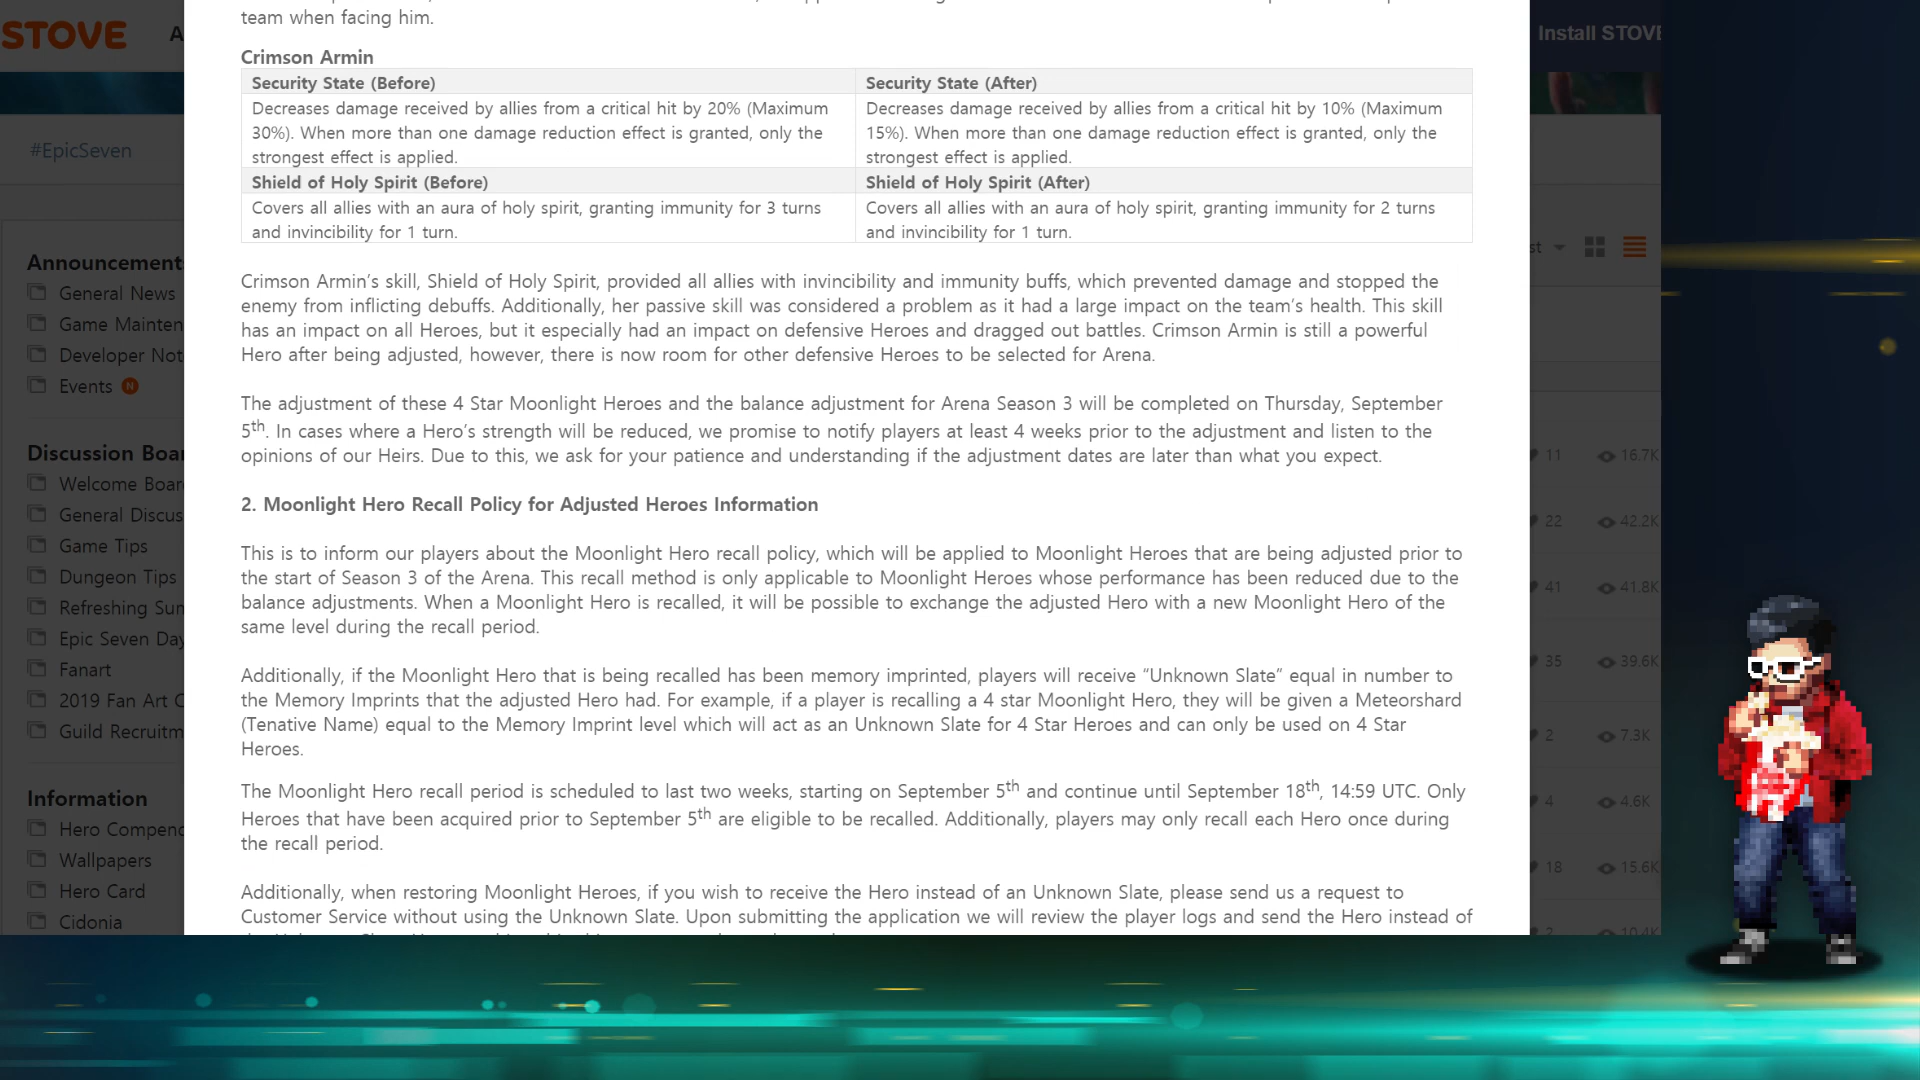 STOVE
A
Install STOVE
#EpicSeven
Announcements
General News
Game Mainten
Developer Not
Events N
Discussion Boar
Welcome Boar
General Discus
Game Tips
Dungeon Tips
Refreshing Sum
Epic Seven Day
Fanart
2019 Fan Art C
Guild Recruitm
Information
Hero Compend
Wallpapers
Hero Card
Cidonia
team when facing him.
Crimson Armin
Security State (Before)
Security State (After)
Decreases damage received by allies from a critical hit by 20% (Maximum
30%). When more than one damage reduction effect is granted, only the
strongest effect is applied.
Decreases damage received by allies from a critical hit by 10% (Maximum
15%). When more than one damage reduction effect is granted, only the
strongest effect is applied.
Shield of Holy Spirit (Before)
Shield of Holy Spirit (After)
Covers all allies with an aura of holy spirit, granting immunity for 3 turns
and invincibility for 1 turn.
Covers all allies with an aura of holy spirit, granting immunity for 2 turns
and invincibility for 1 turn.
Crimson Armin's skill, Shield of Holy Spirit, provided all allies with invincibility and immunity buffs, which prevented damage and stopped the
enemy from inflicting debuffs. Additionally, her passive skill was considered a problem as it had a large impact on the team's health. This skill
has an impact on all Heroes, but it especially had an impact on defensive Heroes and dragged out battles. Crimson Armin is still a powerful
Hero after being adjusted, however, there is now room for other defensive Heroes to be selected for Arena.
The adjustment of these 4 Star Moonlight Heroes and the balance adjustment for Arena Season 3 will be completed on Thursday, September
5th. In cases where a Hero's strength will be reduced, we promise to notify players at least 4 weeks prior to the adjustment and listen to the
opinions of our Heirs. Due to this, we ask for your patience and understanding if the adjustment dates are later than what you expect.
2. Moonlight Hero Recall Policy for Adjusted Heroes Information
This is to inform our players about the Moonlight Hero recall policy, which will be applied to Moonlight Heroes that are being adjusted prior to
the start of Season 3 of the Arena. This recall method is only applicable to Moonlight Heroes whose performance has been reduced due to the
balance adjustments. When a Moonlight Hero is recalled, it will be possible to exchange the adjusted Hero with a new Moonlight Hero of the
same level during the recall period.
Additionally, if the Moonlight Hero that is being recalled has been memory imprinted, players will receive “Unknown Slate” equal in number to
the Memory Imprints that the adjusted Hero had. For example, if a player is recalling a 4 star Moonlight Hero, they will be given a Meteorshard
(Tenative Name) equal to the Memory Imprint level which will act as an Unknown Slate for 4 Star Heroes and can only be used on 4 Star
Heroes.
The Moonlight Hero recall period is scheduled to last two weeks, starting on September 5th and continue until September 18th, 14:59 UTC. Only
Heroes that have been acquired prior to September 5th are eligible to be recalled. Additionally, players may only recall each Hero once during
the recall period.
Additionally, when restoring Moonlight Heroes, if you wish to receive the Hero instead of an Unknown Slate, please send us a request to
Customer Service without using the Unknown Slate. Upon submitting the application we will review the player logs and send the Hero instead of
st
11 16.7K
22 42.2K
41 41.8K
35 39.6K
2 7.3K
4 4.6K
18 15.6K
2 10.4K